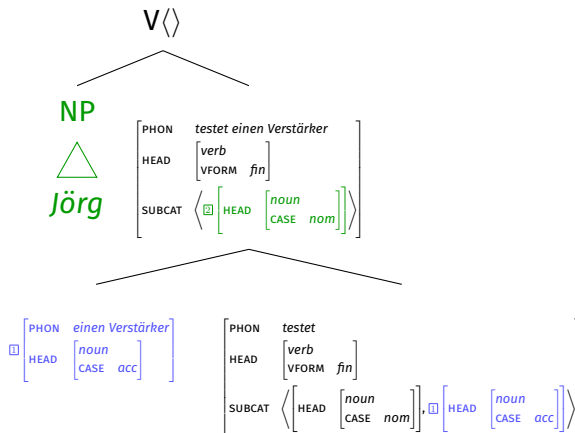 V⟨⟩
NP
Jörg
PHON testet einen Verstärker
HEAD [verb
VFORM fin]
SUBCAT ⟨2[HEAD [noun
CASE nom]]⟩
1[PHON einen Verstärker
HEAD [noun
CASE acc]]
[PHON testet
HEAD [verb
VFORM fin]
SUBCAT ⟨[HEAD [noun
CASE nom]], 1[HEAD [noun
CASE acc]]⟩